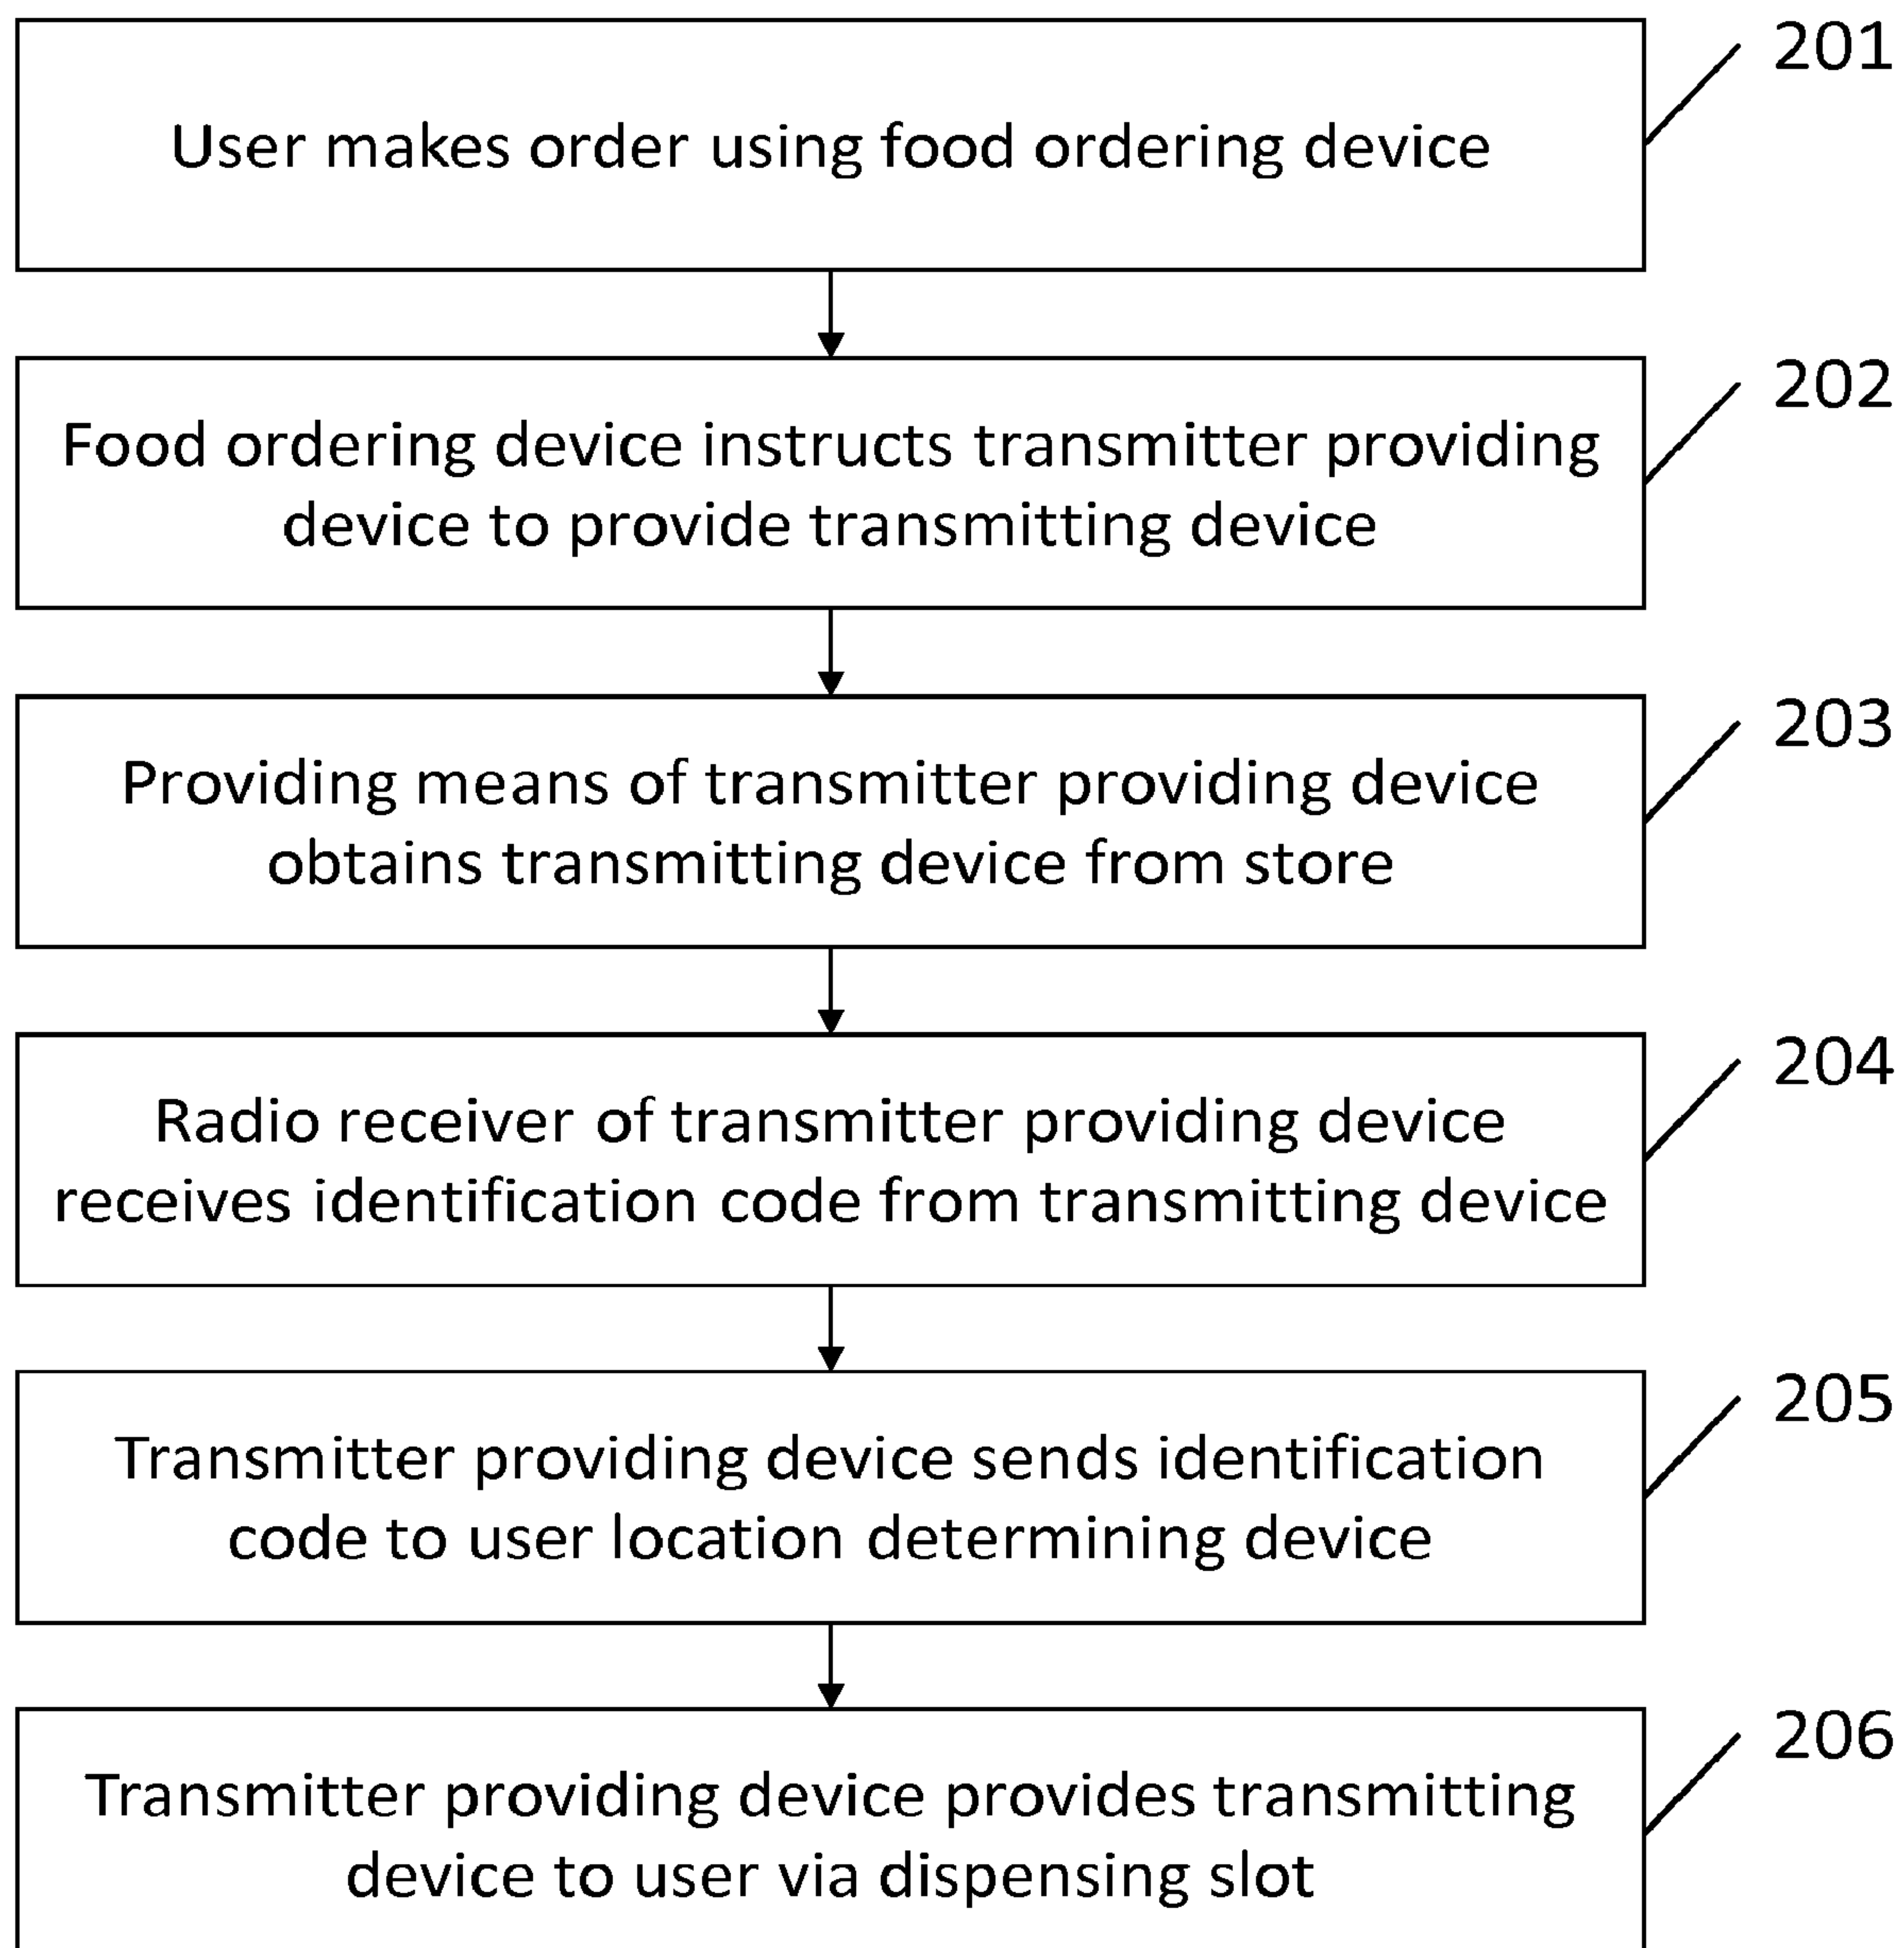 201
User makes order using food ordering device
202
Food ordering device instructs transmitter providing
device to provide transmitting device
203
Providing means of transmitter providing device
obtains transmitting device from store
204
Radio receiver of transmitter providing device
receives identification code from transmitting device
205
Transmitter providing device sends identification
code to user location determining device
206
Transmitter providing device provides transmitting
device to user via dispensing slot